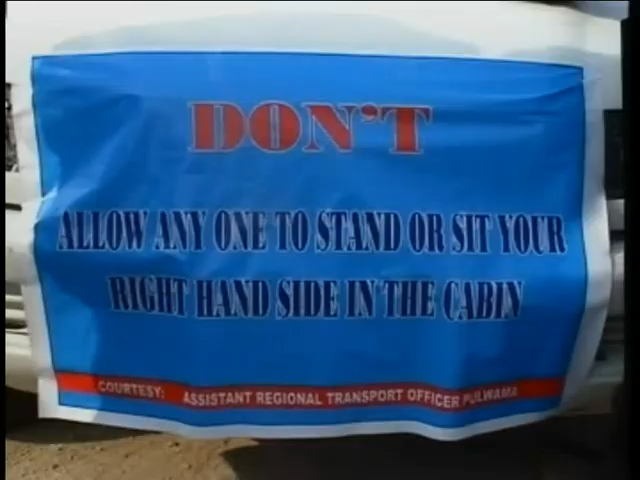 DON'T
ALLOW ANY ONE TO STAND OR SIT YOUR
RIGHT HAND SIDE IN THE CABIN
COURTESY: ASSISTANT REGIONAL TRANSPORT OFFICER PULWAMA